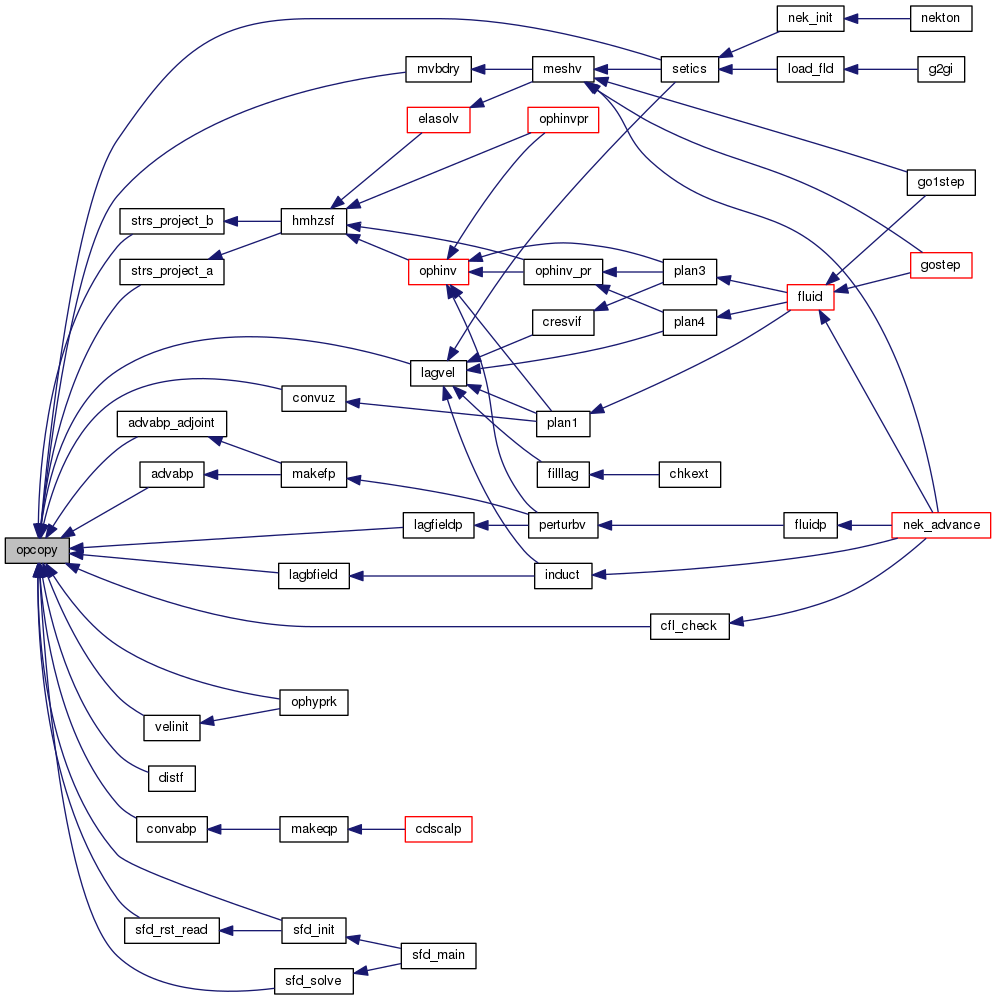 nek_init
nekton
mvbdry
meshv
setics
load_fld
g2gi
elasolv
ophinvpr
go1step
strs_project_b
hmhzsf
strs_project_a
ophinv
ophinv_pr
plan3
gostep
fluid
cresvif
plan4
lagvel
convuz
advabp_adjoint
plan1
advabp
makefp
filllag
chkext
lagfieldp
perturbv
fluidp
nek_advance
opcopy
lagbfield
induct
cfl_check
ophyprk
velinit
distf
convabp
makeqp
cdscalp
sfd_rst_read
sfd_init
sfd_main
sfd_solve